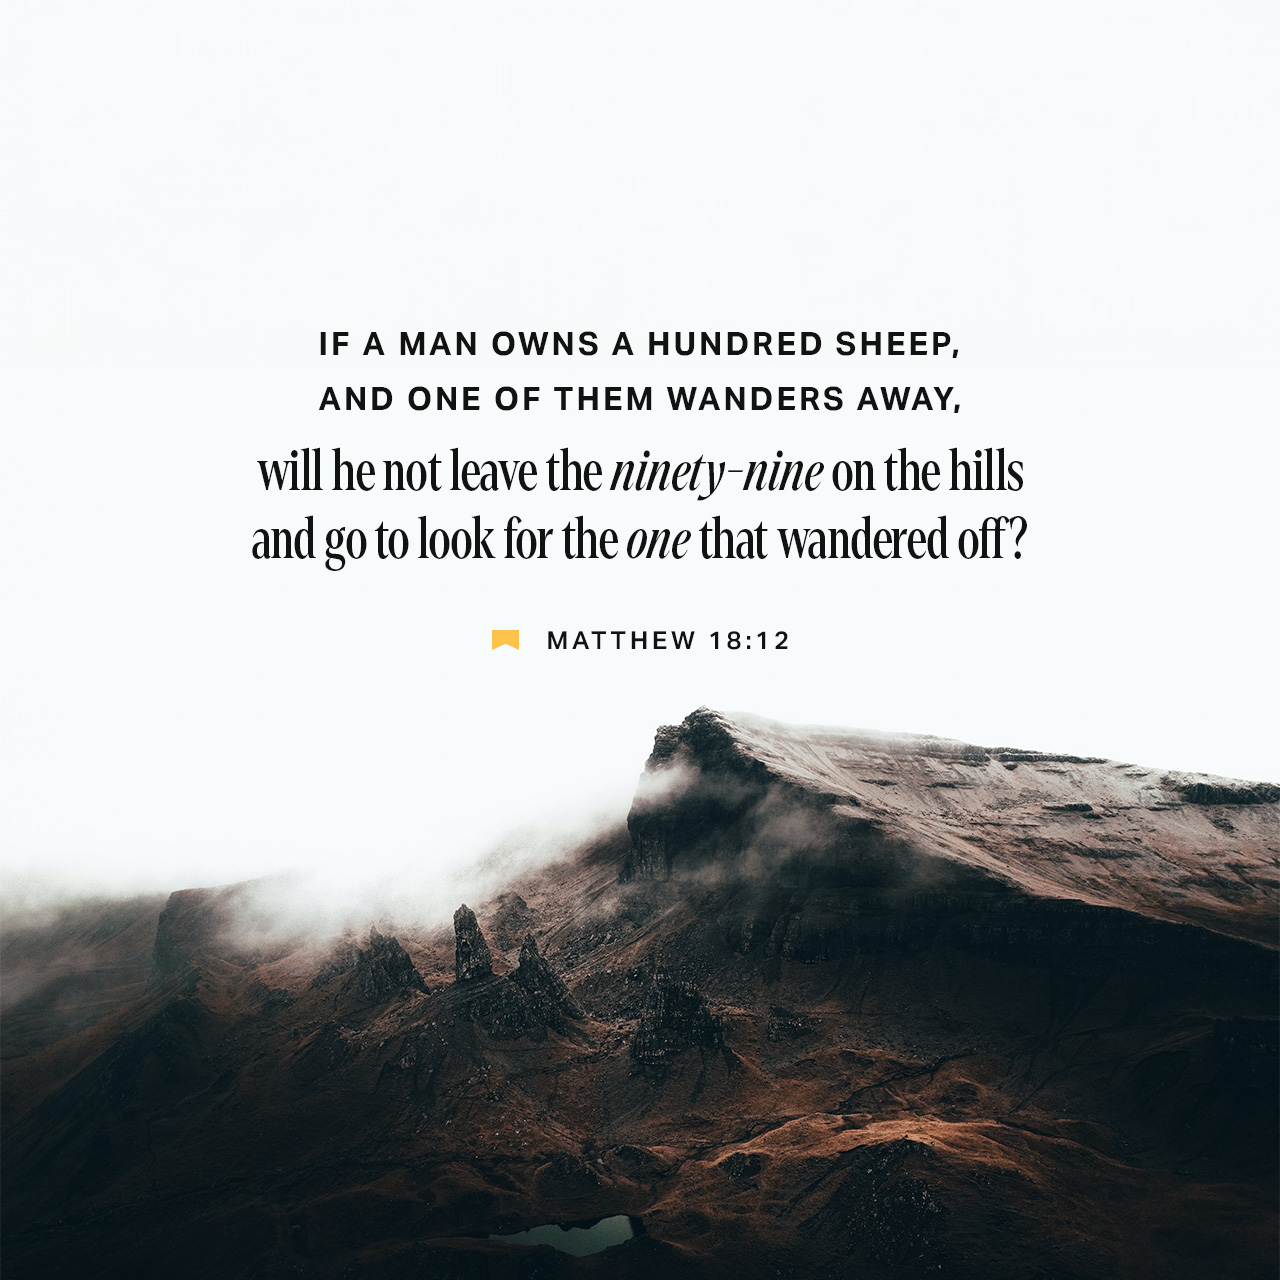 IF A MAN OWNS A HUNDRED SHEEP,
AND ONE OF THEM WANDERS AWAY,
will he not leave the ninety-nine on the hills
and go to look for the one that wandered off?
MATTHEW 18:12